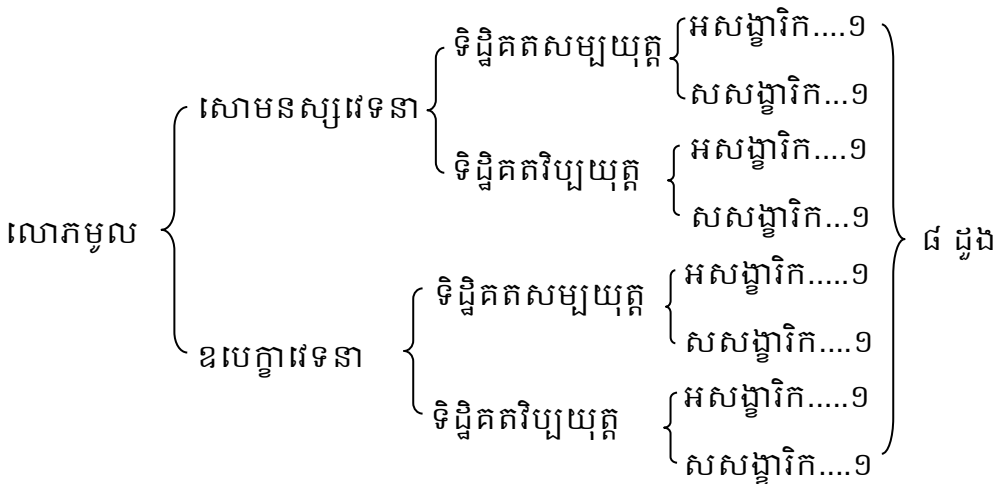 ទិដ្ឋិគតសម្បយុត្ត អសង្ខារិក....១
សសង្ខារិក...១
សោមនស្សវេទនា
ទិដ្ឋិគតវិប្បយុត្ត អសង្ខារិក....១
សសង្ខារិក...១
លោភមូល ៨ ដួង
ទិដ្ឋិគតសម្បយុត្ត អសង្ខារិក.....១
សសង្ខារិក....១
ឧបេក្ខាវេទនា
ទិដ្ឋិគតវិប្បយុត្ត អសង្ខារិក.....១
សសង្ខារិក....១